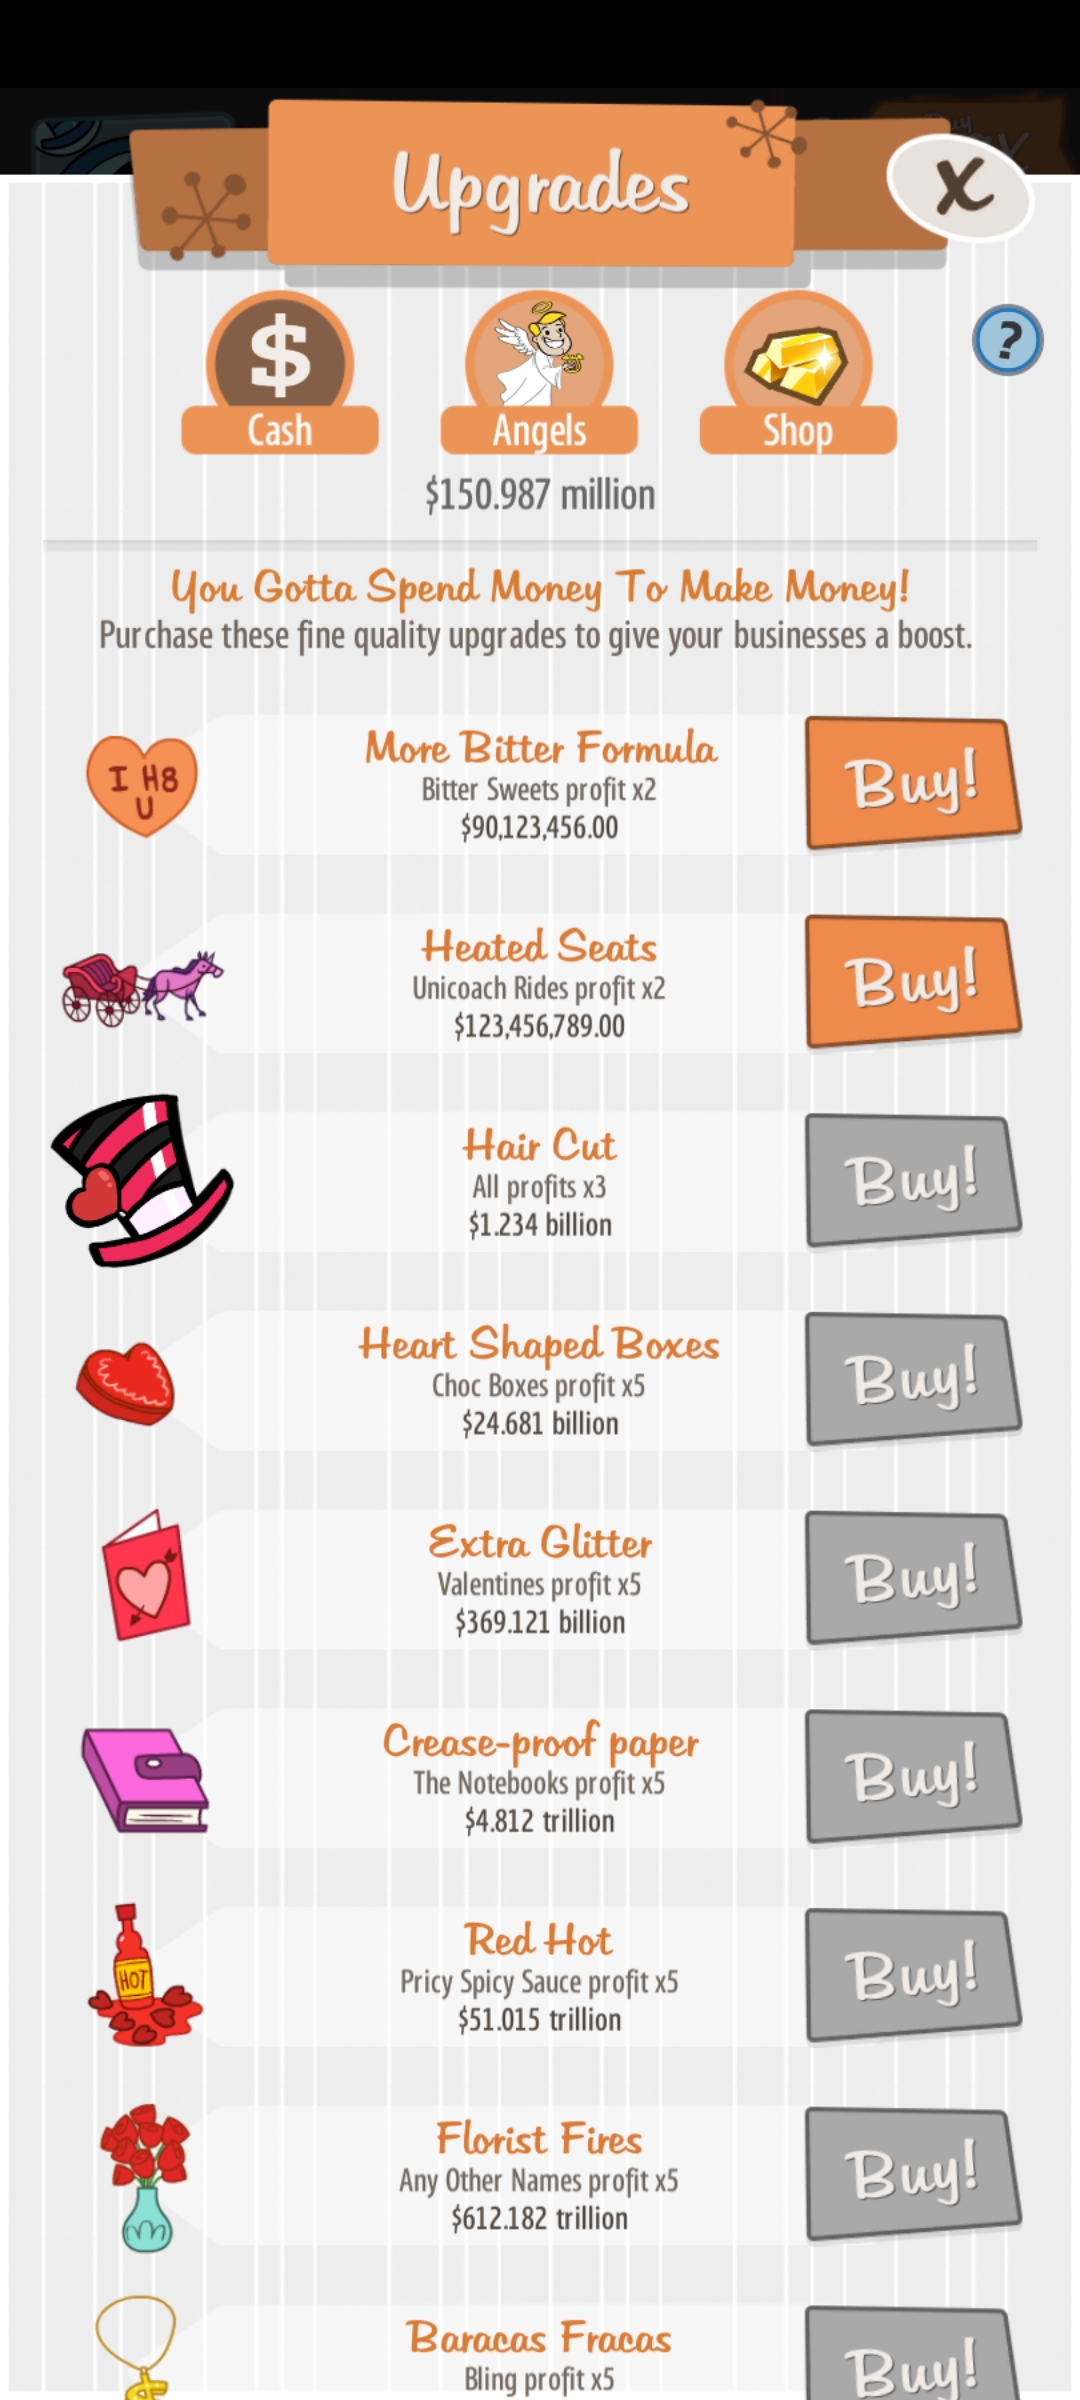 Upgrades
X
$
?
Cash
Angels
Shop
$150.987 million
You Gotta Spend Money To Make Money!
Purchase these fine quality upgrades to give your businesses a boost.
I H8
U
More Bitter Formula
Bitter Sweets profit x2
$90,123,456.00
Buy!
Heated Seats
Unicoach Rides profit x2
$123,456,789.00
Buy!
Hair Cut
All profits x3
$1.234 billion
Buy!
Heart Shaped Boxes
Choc Boxes profit x5
$24.681 billion
Buy!
Extra Glitter
Valentines profit x5
$369.121 billion
Buy!
Crease-proof paper
The Notebooks profit x5
$4.812 trillion
Buy!
HOT
Red Hot
Pricy Spicy Sauce profit x5
$51.015 trillion
Buy!
Florist Fires
Any Other Names profit x5
$612.182 trillion
Buy!
Baracas Fracas
Bling profit x5
Buy!